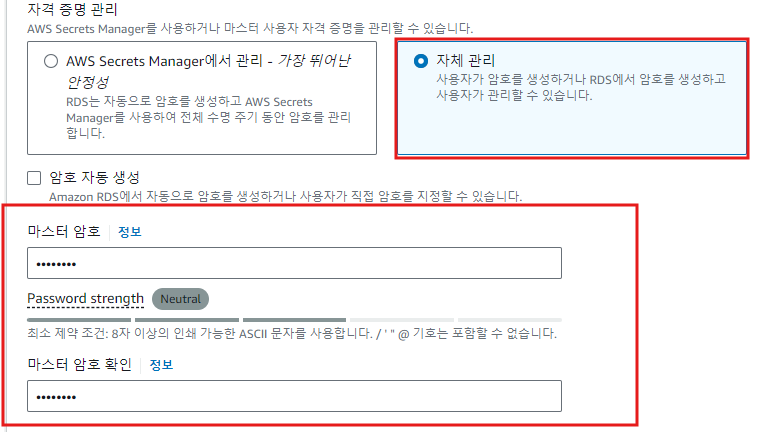 자격 증명 관리
AWS Secrets Manager를 사용하거나 마스터 사용자 자격 증명을 관리할 수 있습니다.
AWS Secrets Manager에서 관리 - 가장 뛰어난
안정성
RDS는 자동으로 암호를 생성하고 AWS Secrets
Manager를 사용하여 전체 수명 주기 동안 암호를 관리
합니다.
자체 관리
사용자가 암호를 생성하거나 RDS에서 암호를 생성하고
사용자가 관리할 수 있습니다.
암호 자동 생성
Amazon RDS에서 자동으로 암호를 생성하거나 사용자가 직접 암호를 지정할 수 있습니다.
마스터 암호 정보
••••••••
Password strength Neutral
최소 제약 조건: 8자 이상의 인쇄 가능한 ASCII 문자를 사용합니다. / ' " @ 기호는 포함할 수 없습니다.
마스터 암호 확인 정보
••••••••